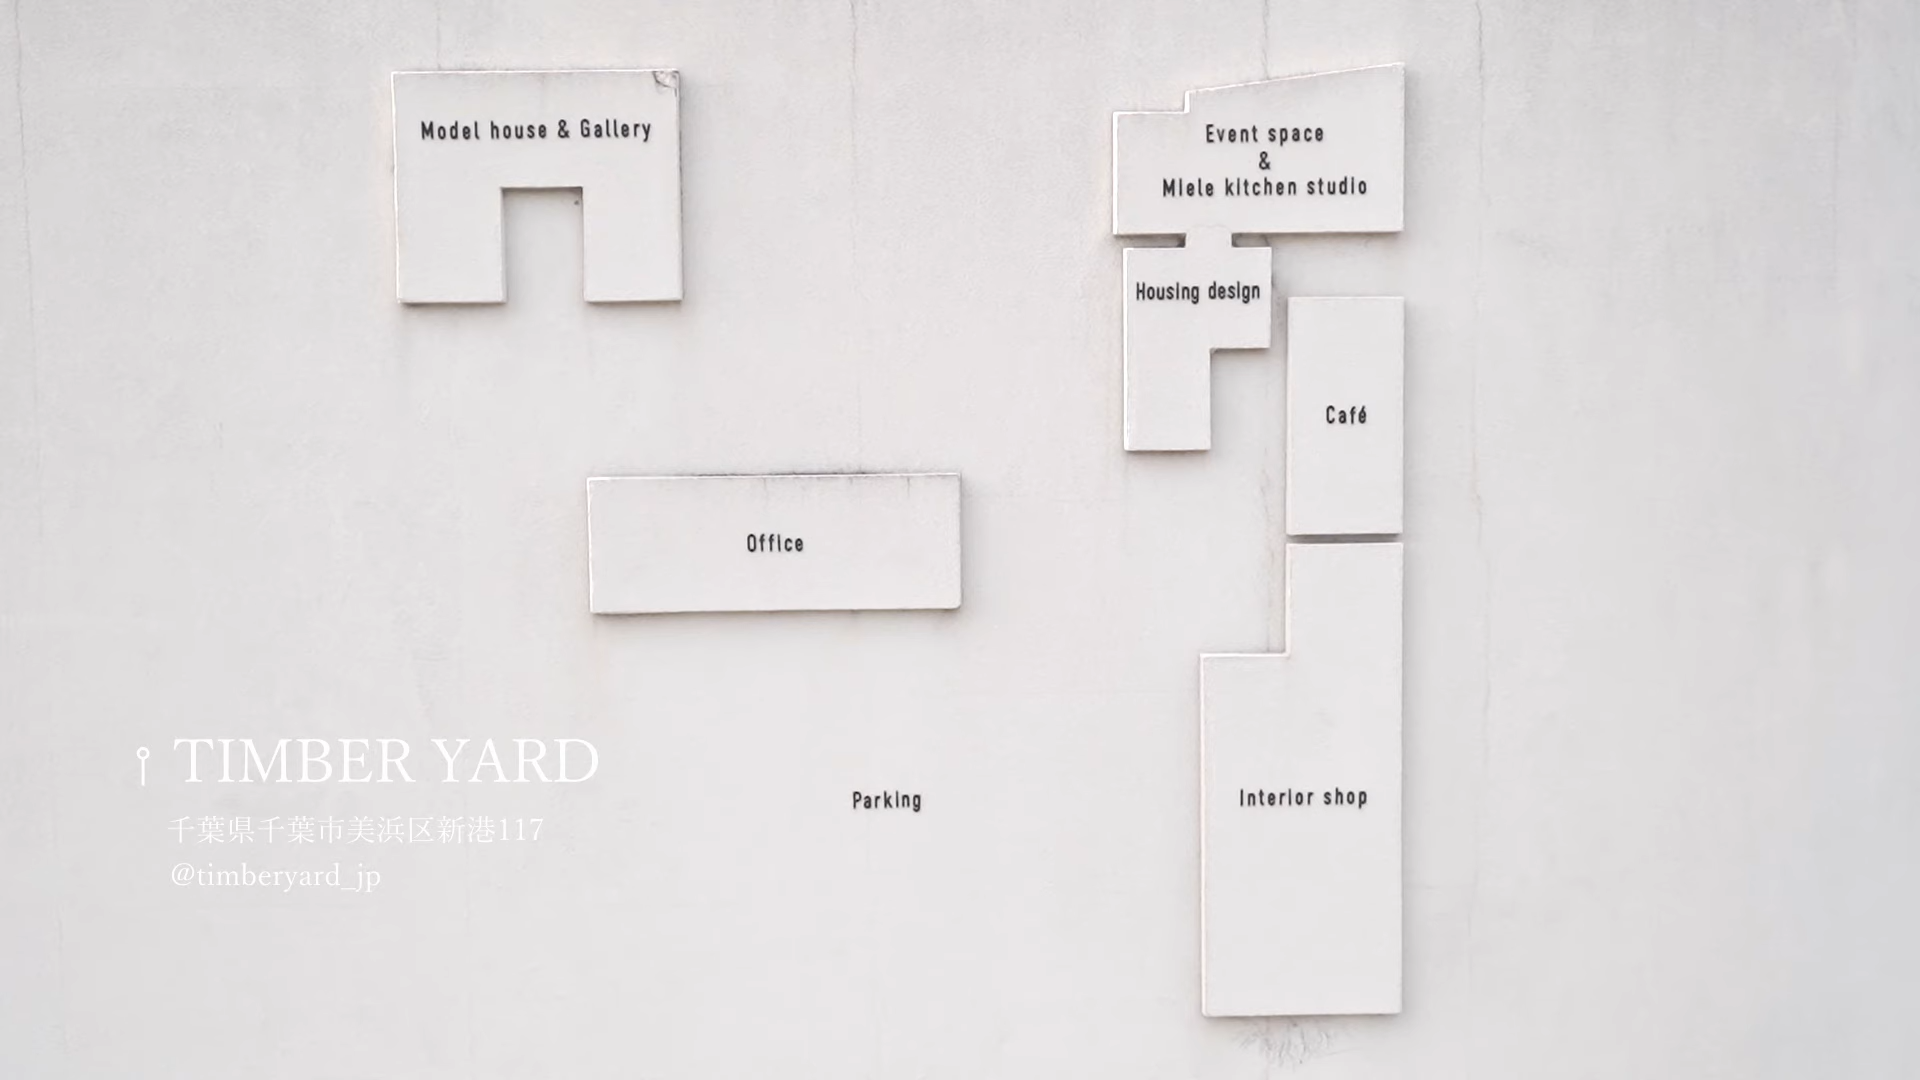 Model house & Gallery
Event space
&
Miele kitchen studio
Housing design
Café
Office
TIMBER YARD
千葉県千葉市美浜区新港117
@timberyard_jp
Parking
Interior shop